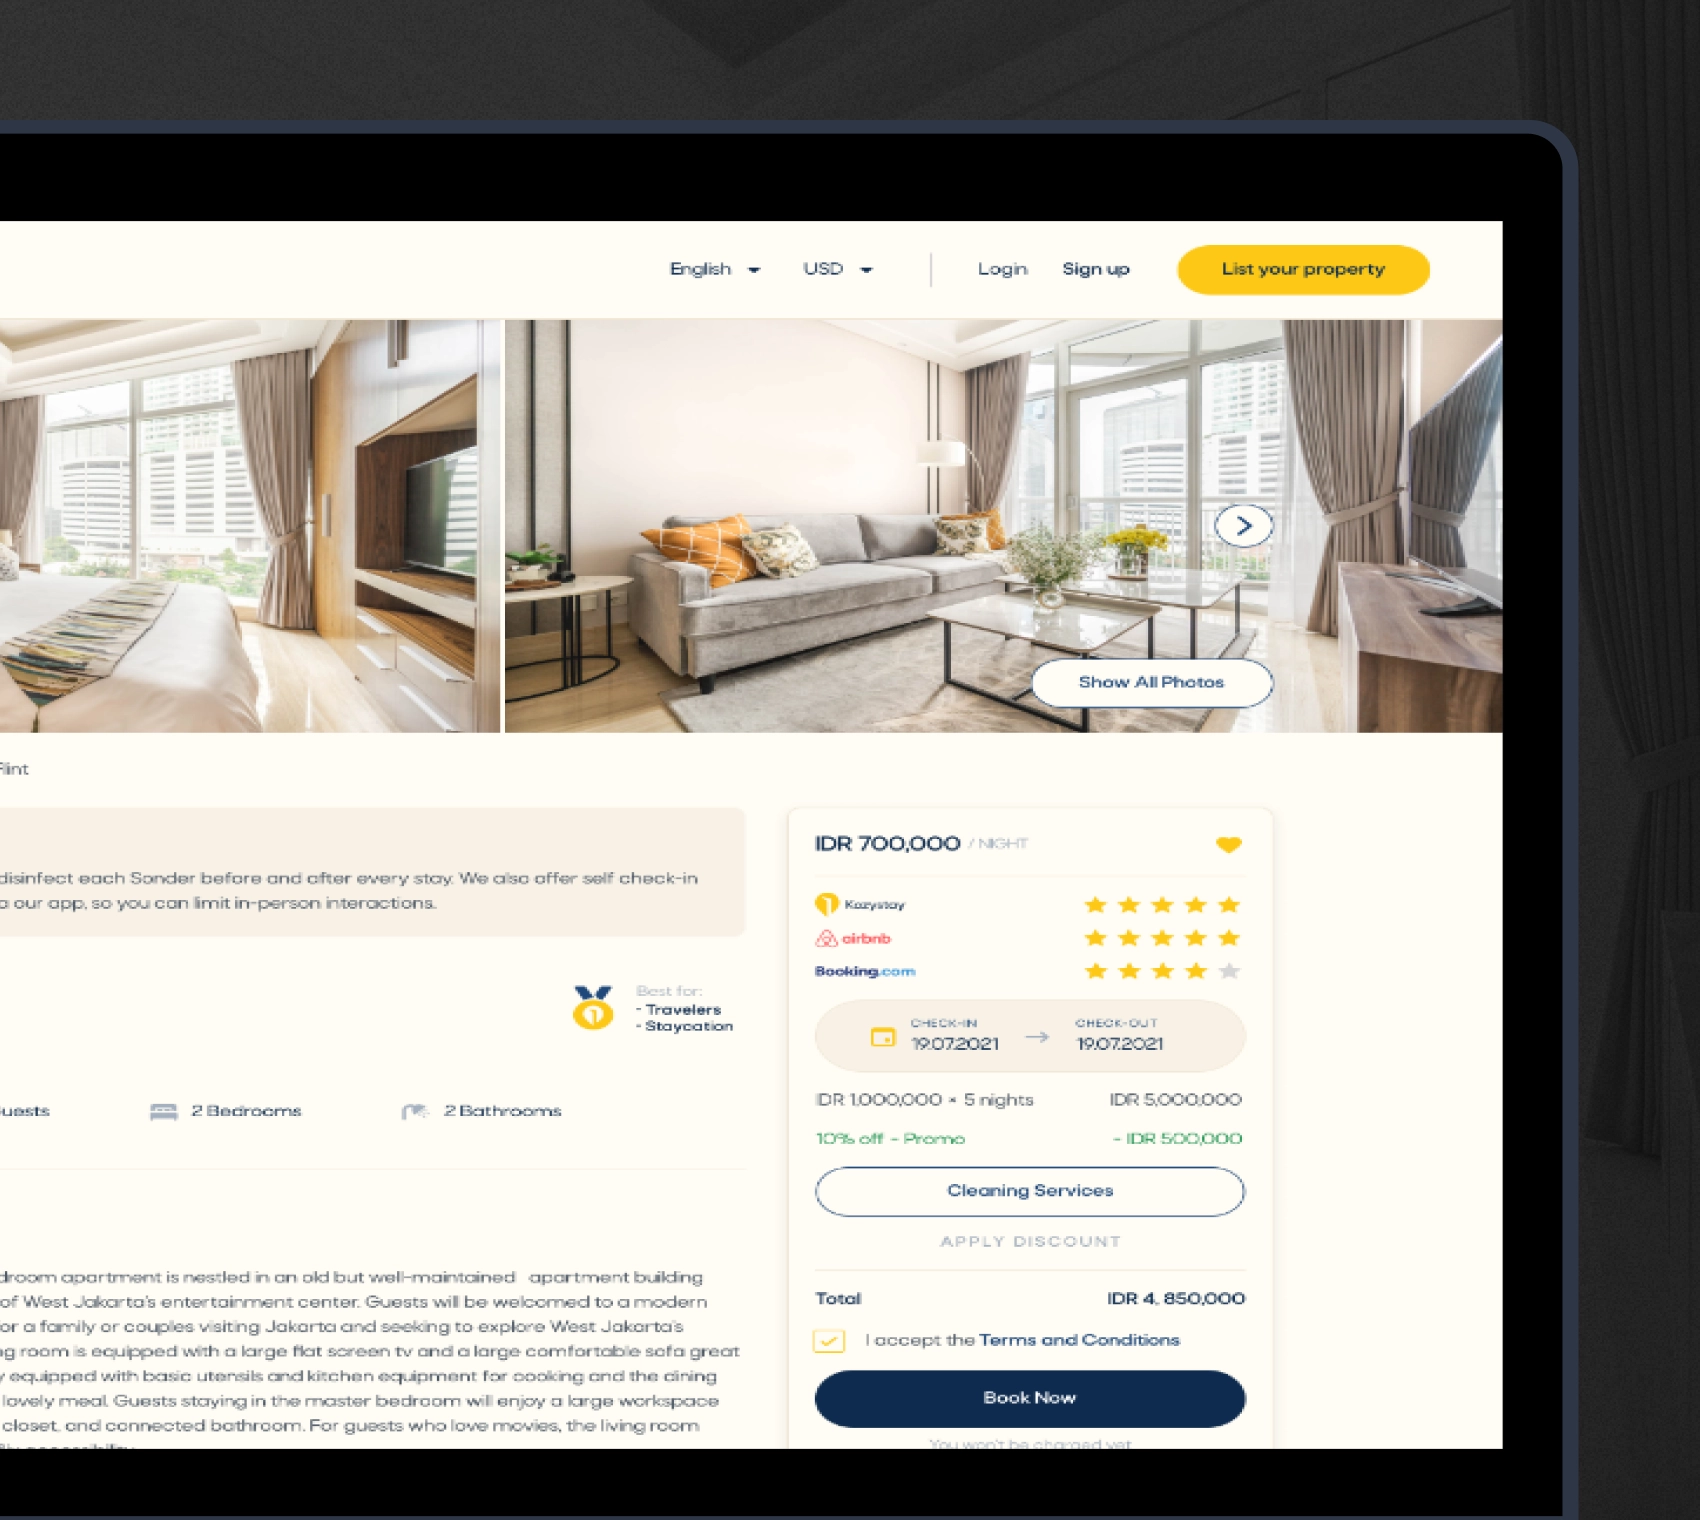 English
USD
Login
Sign up
List your property
Show All Photos
Flint
disinfect each Sonder before and after every stay. We also offer self check-in
a our app, so you can limit in-person interactions.
Best for:
- Travelers
- Staycation
uests
2 Bedrooms
2 Bathrooms
droom apartment is nestled in an old but well-maintained apartment building
of West Jakarta's entertainment center. Guests will be welcomed to a modern
or a family or couples visiting Jakarta and seeking to explore West Jakarta's
ng room is equipped with a large flat screen tv and a large comfortable sofa great
y equipped with basic utensils and kitchen equipment for cooking and the dining
lovely meal. Guests staying in the master bedroom will enjoy a large workspace
closet, and connected bathroom. For guests who love movies, the living room
IDR 700,000 / NIGHT
Kozystay
airbnb
Booking.com
CHECK-IN
19.07.2021
CHECK-OUT
19.07.2021
IDR 1,000,000 × 5 nights
IDR 5,000,000
10% off - Promo
- IDR 500,000
Cleaning Services
APPLY DISCOUNT
Total
IDR 4. 850,000
I accept the Terms and Conditions
Book Now
You won't be charged yet